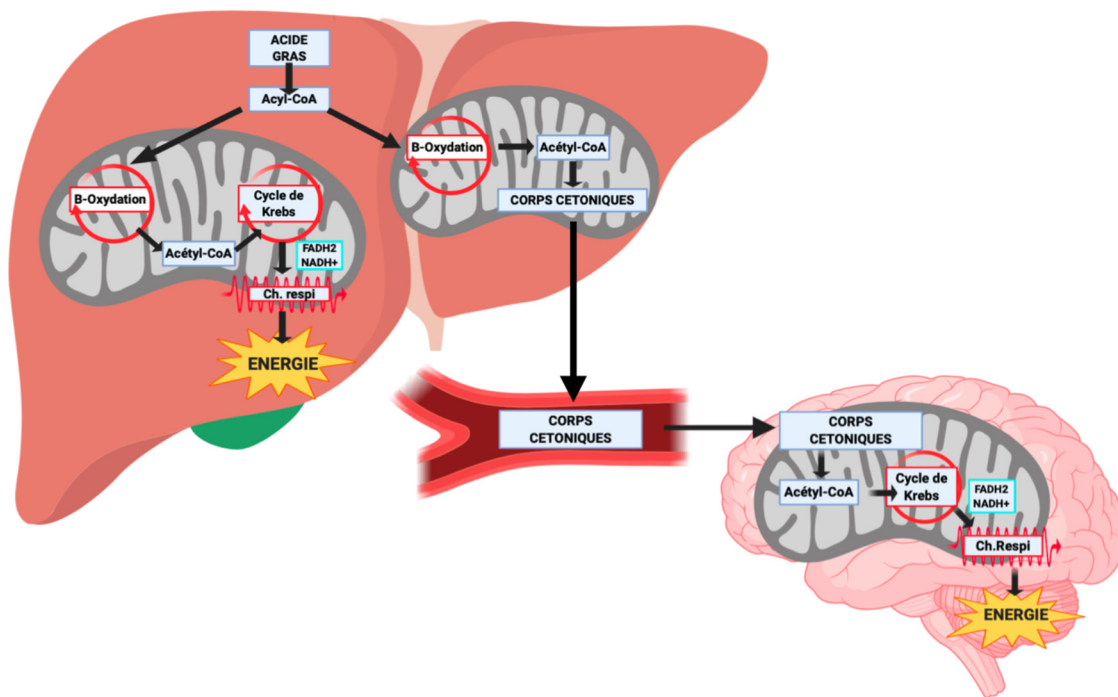 ACIDE
GRAS
Acyl-CoA
B-Oxydation
Acétyl-CoA
Cycle de
Krebs
FADH2
NADH+
Ch. respi
ENERGIE
B-Oxydation
Acétyl-CoA
CORPS CETONIQUES
CORPS
CETONIQUES
CORPS
CETONIQUES
Acétyl-CoA
Cycle de
Krebs
FADH2
NADH+
Ch.Respi
ENERGIE